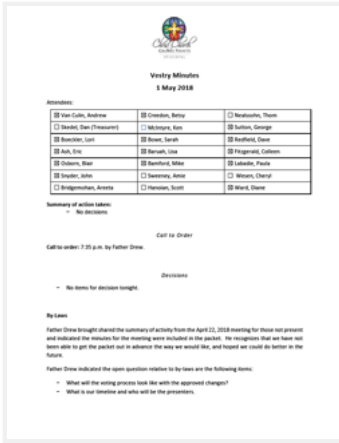 Christ Church
Vestry Minutes
1 May 2018
Attendees:
☒ Van Culin, Andrew ☒ Creedon, Betsy ☐ Neatsoohn, Thom
☐ Skedel, Dan (Treasurer) ☐ McIntyre, Ken ☒ Sutton, George
☒ Boeckler, Lori ☒ Bowe, Sarah ☒ Redfield, Dave
☒ Ash, Eric ☒ Baruah, Lisa ☒ Fitzgerald, Colleen
☒ Osborn, Blair ☒ Bamford, Mike ☒ Labadie, Paula
☒ Snyder, John ☐ Sweeney, Amie ☐ Wesen, Cheryl
☐ Bridgemohan, Areeta ☐ Hanoian, Scott ☒ Ward, Diane
Summary of action taken:
- No decisions
Call to Order
Call to order: 7:35 p.m. by Father Drew.
Decisions
- No items for decision tonight.
By-Laws
Father Drew brought shared the summary of activity from the April 22, 2018 meeting for those not present
and indicated the minutes for the meeting were included in the packet. He recognizes that we have not
been able to get the packet out in advance the way we would like, and hoped we could do better in the
future.
Father Drew indicated the open question relative to by-laws are the following items:
- What will the voting process look like with the approved changes?
- What is our timeline and who will be the presenters.